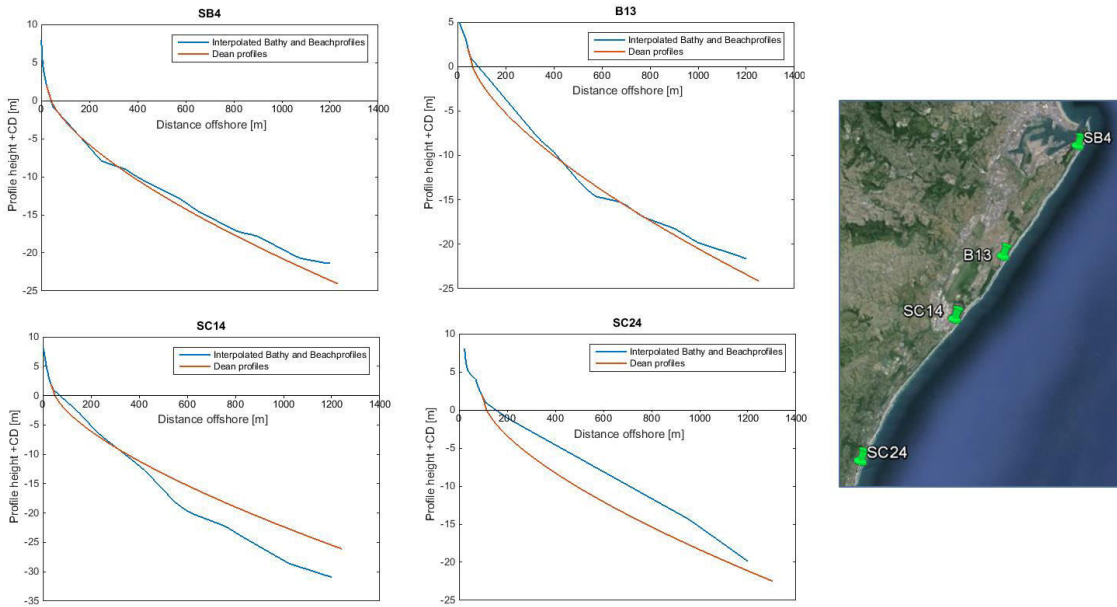 SB4
10
5
0
-5
-10
-15
-20
-25
0 200 400 600 800 1000 1200 1400
Profile height +CD [m]
Distance offshore [m]
Interpolated Bathy and Beachprofiles
Dean profiles
B13
5
0
-5
-10
-15
-20
-25
0 200 400 600 800 1000 1200 1400
Profile height +CD [m]
Distance offshore [m]
Interpolated Bathy and Beachprofiles
Dean profiles
SC14
10
5
0
-5
-10
-15
-20
-25
-30
-35
0 200 400 600 800 1000 1200 1400
Profile height +CD [m]
Distance offshore [m]
Interpolated Bathy and Beachprofiles
Dean profiles
SC24
10
5
0
-5
-10
-15
-20
-25
0 200 400 600 800 1000 1200 1400
Profile height +CD [m]
Distance offshore [m]
Interpolated Bathy and Beachprofiles
Dean profiles
SB4
B13
SC14
SC24